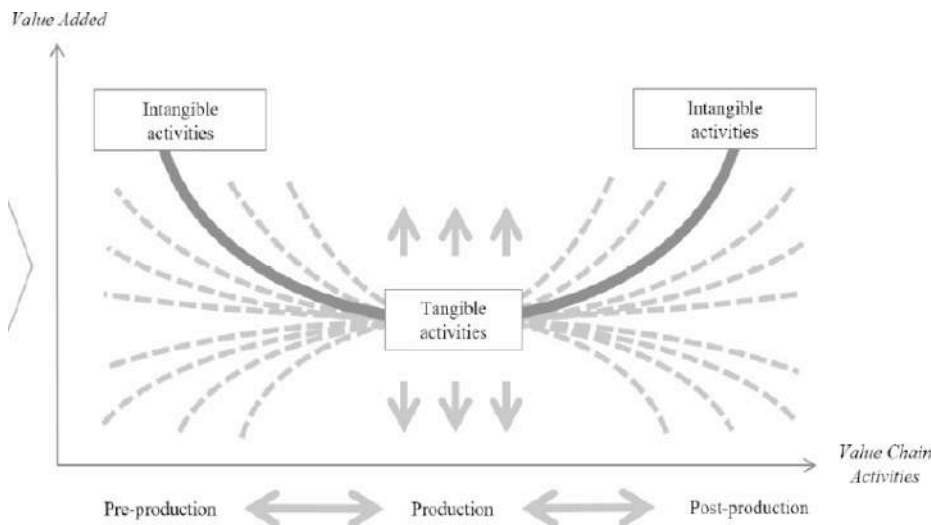 Value Added
Intangible
activities
Intangible
activities
Tangible
activities
Value Chain
Activities
Pre-production
Production
Post-production